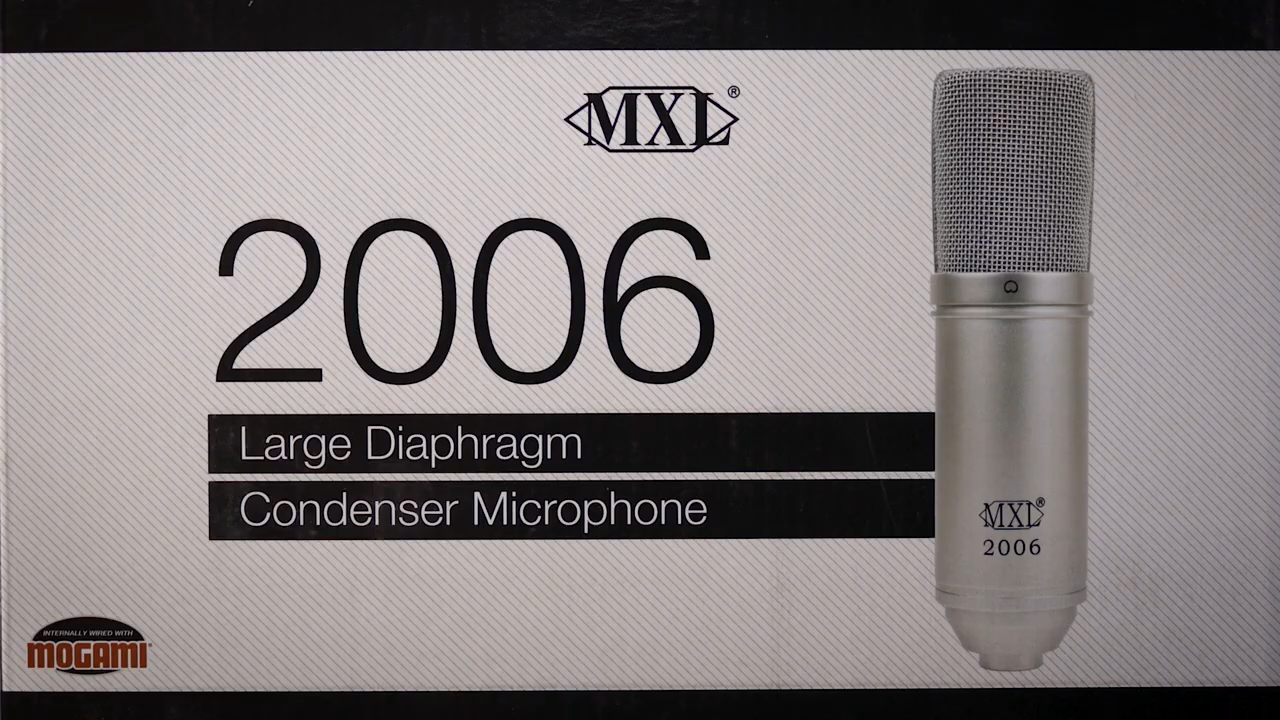 MXL®
2006
Large Diaphragm
Condenser Microphone
MXL®
2006
INTERNALLY WIRED WITH
MOGAMI®